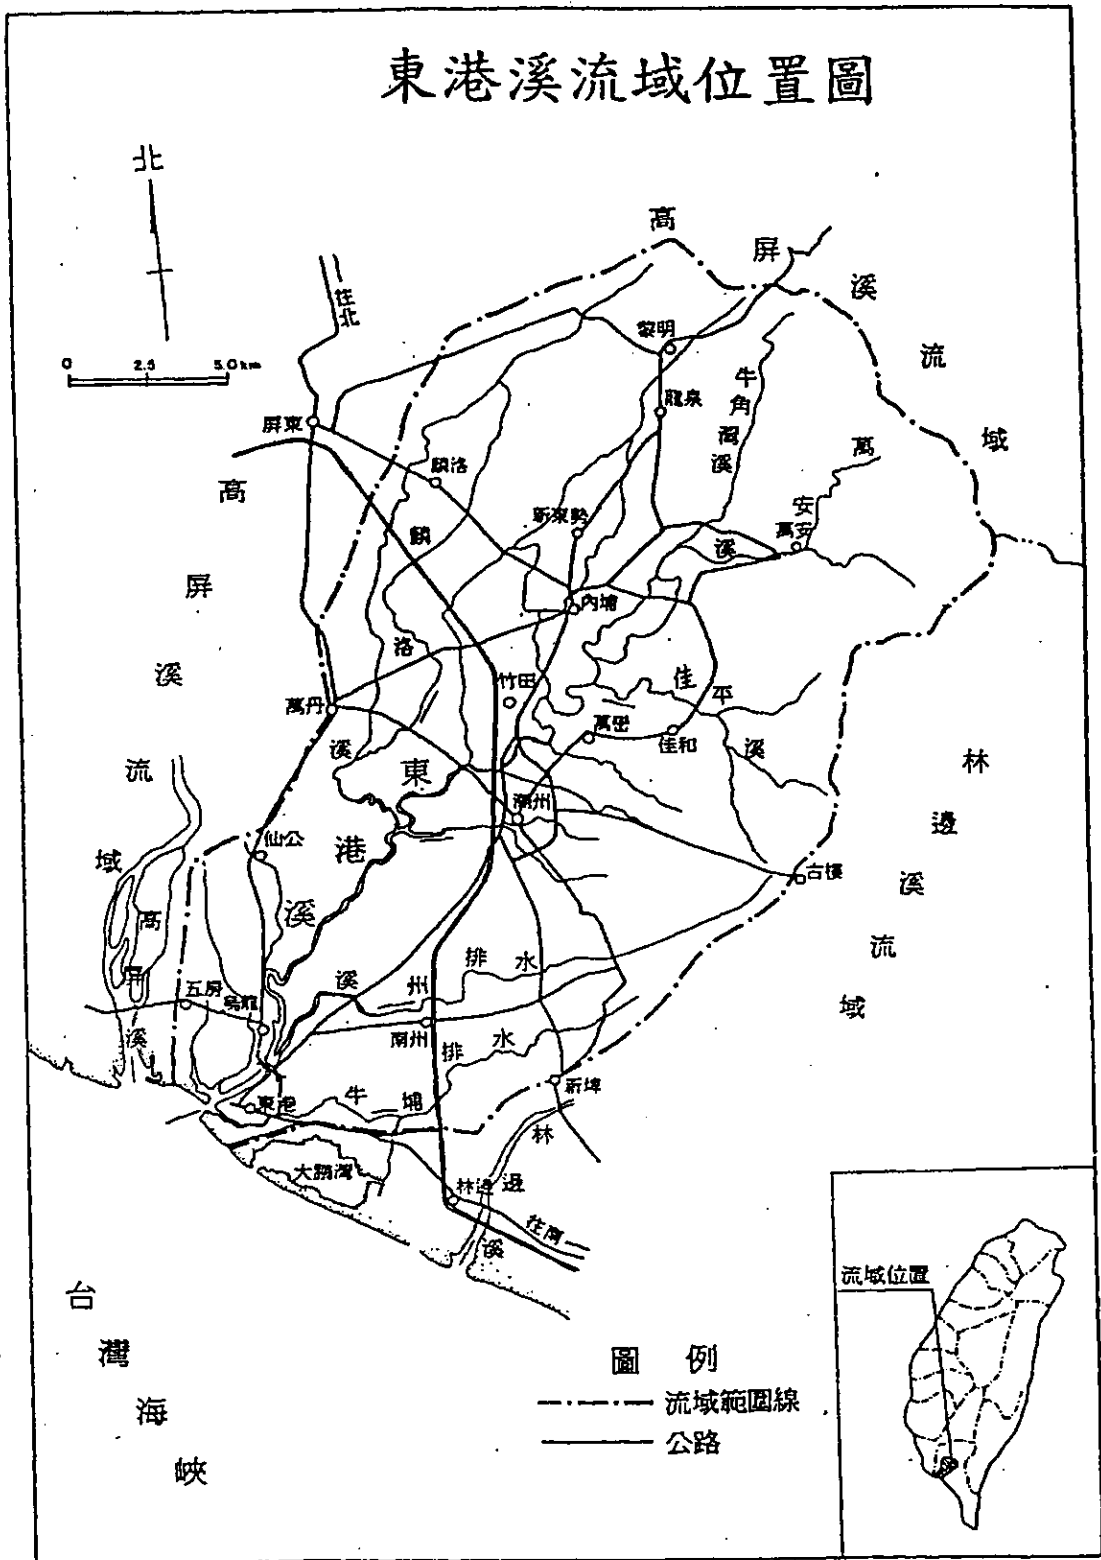 東港溪流域位置圖
北
0 2.5 5.0 km
往北
高屏溪流域
黎明
龍泉
牛角灣溪
屏東
麟洛
新東勢
萬安溪
萬安
高屏溪流域
麟洛溪
內埔
竹田
萬丹
萬巒
佳和
佳平溪
東港溪
潮州
林邊溪流域
仙公
古樓
高屏溪
五房
烏龍
溪州排水
南州
牛埔排水
新埤
東港
大鵬灣
林邊
林邊溪
往南
台灣海峽
圖例
流域範圍線
公路
流域位置